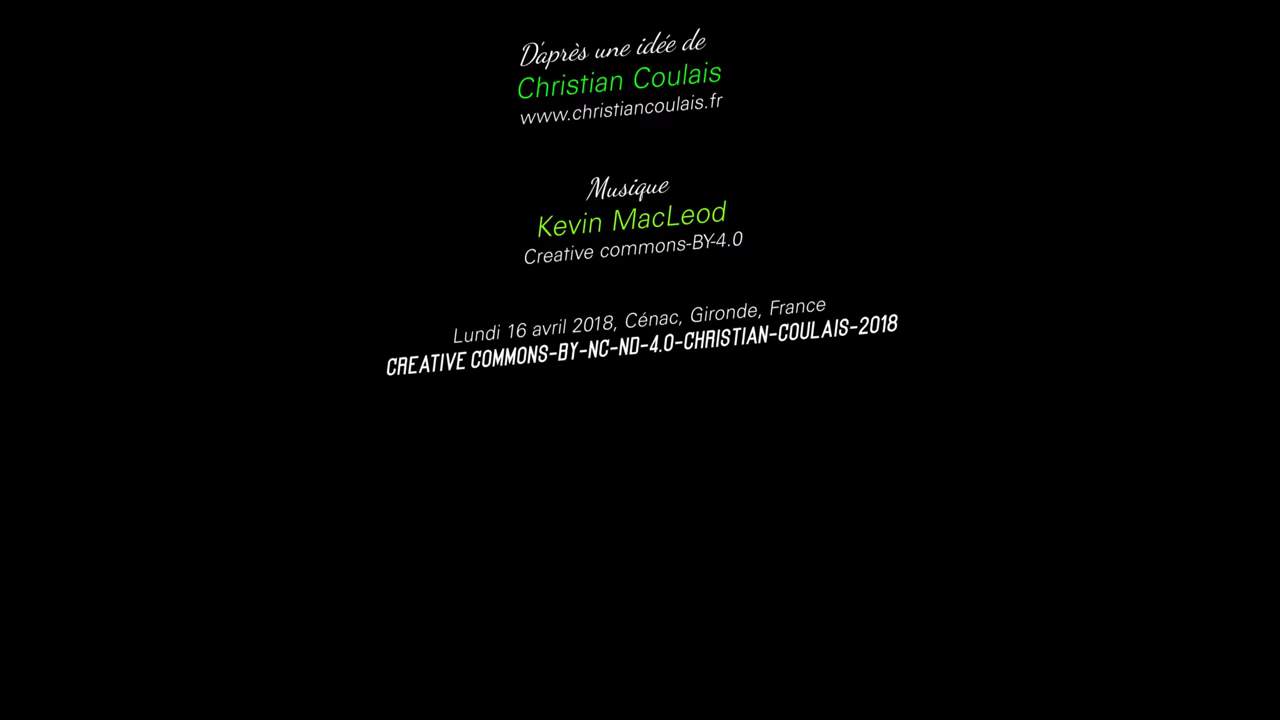 D'après une idée de
Christian Coulais
www.christiancoulais.fr
Musique
Kevin MacLeod
Creative commons-BY-4.0
Lundi 16 avril 2018, Cénac, Gironde, France
CREATIVE COMMONS-BY-NC-ND-4.0-CHRISTIAN-COULAIS-2018